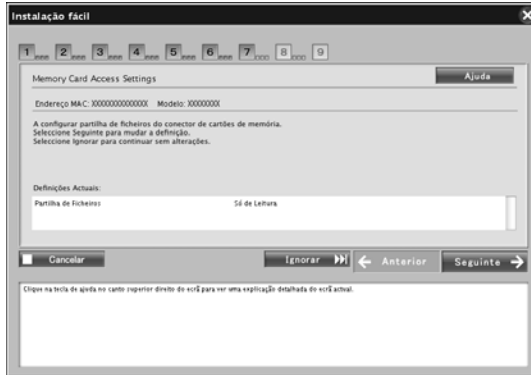 Instalação fácil
1 2 3 4 5 6 7 8 9
Memory Card Access Settings
Ajuda
Endereço MAC: XXXXXXXXXXXXXX Modelo: XXXXXXXX
A configurar partilha de ficheiros do conector de cartões de memória.
Seleccione Seguinte para mudar a definição.
Seleccione Ignorar para continuar sem alterações.
Definições Actuais:
Partilha de Ficheiros Só de Leitura
Cancelar Ignorar Anterior Seguinte
Clique na tecla de ajuda no canto superior direito do ecrã para ver uma explicação detalhada do ecrã actual.